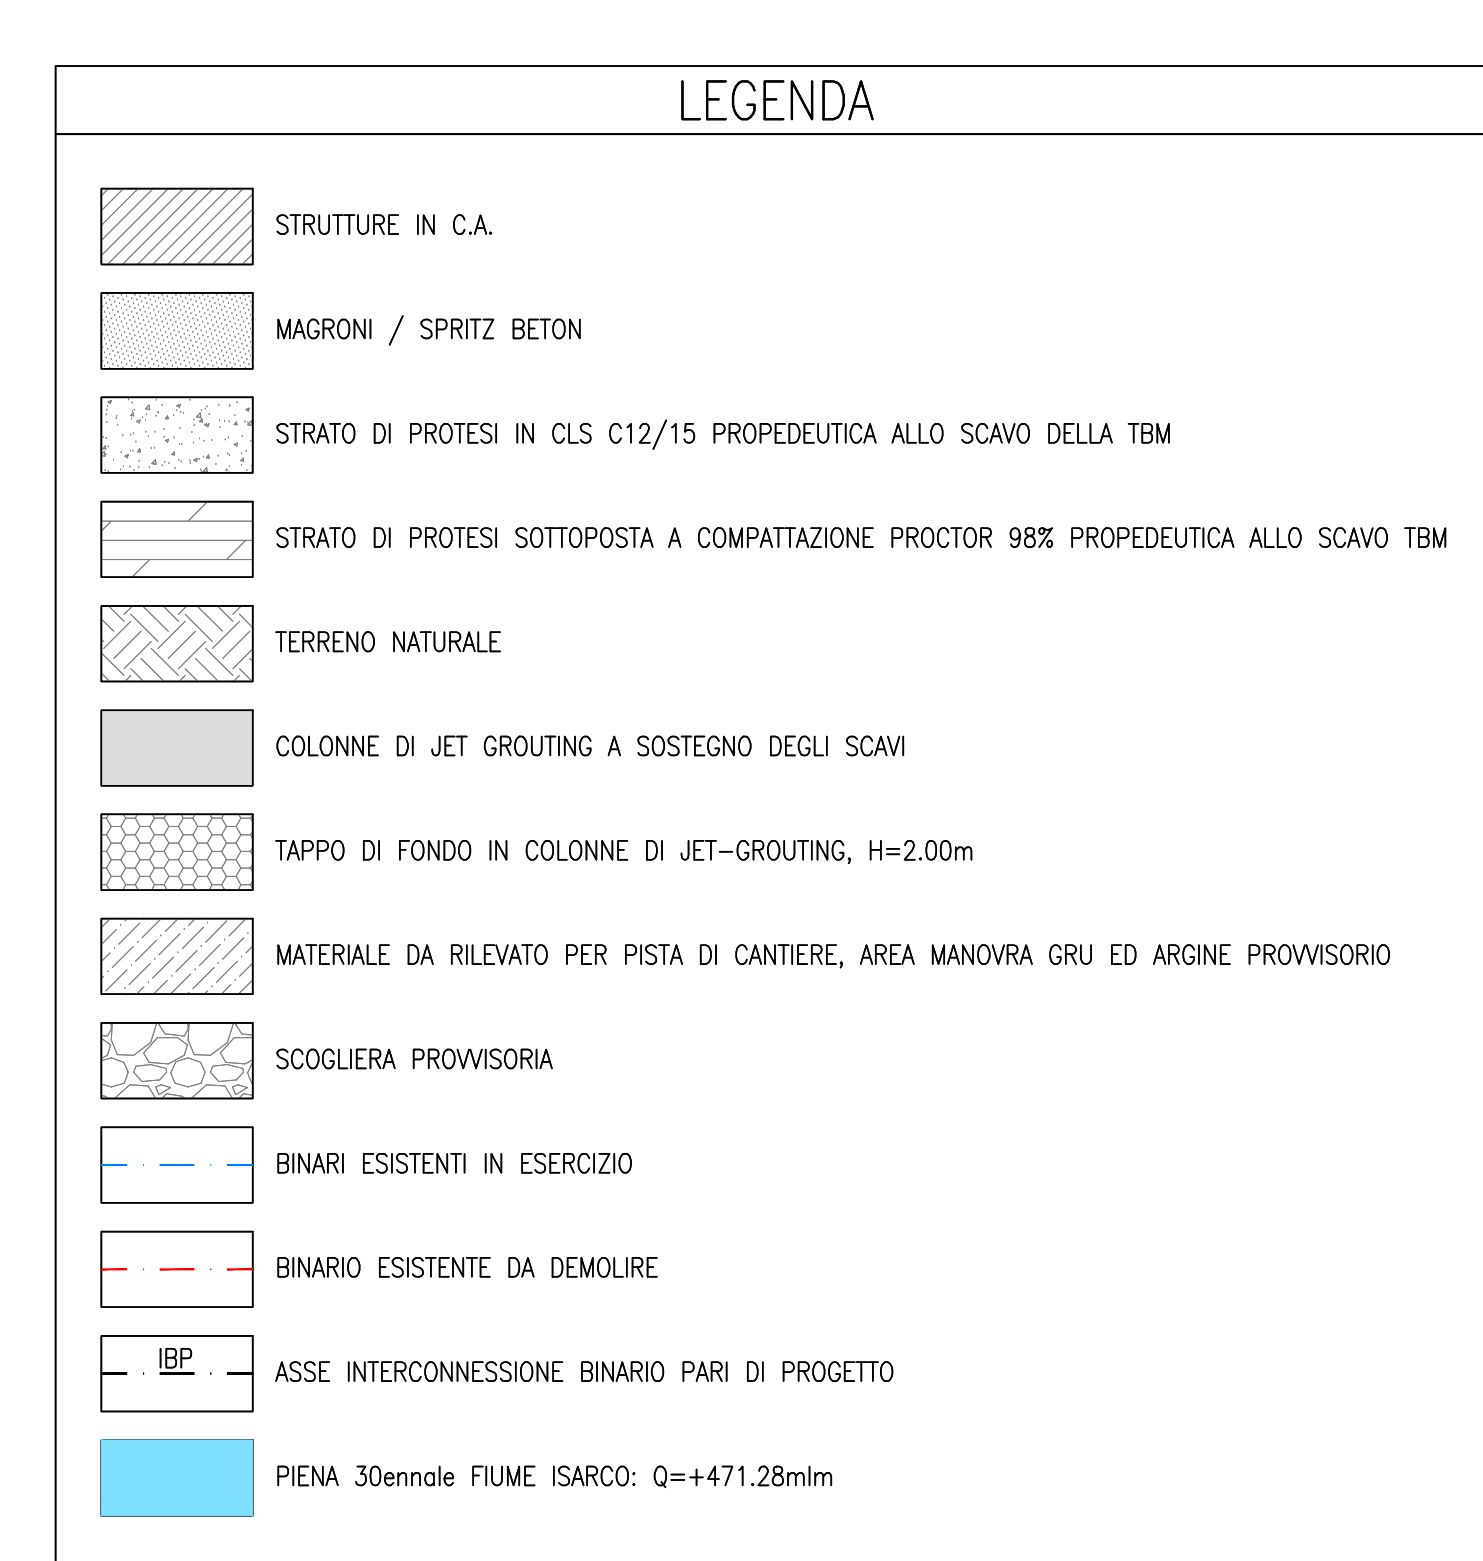 LEGENDA
STRUTTURE IN C.A.
MAGRONI / SPRITZ BETON
STRATO DI PROTESI IN CLS C12/15 PROPEDEUTICA ALLO SCAVO DELLA TBM
STRATO DI PROTESI SOTTOPOSTA A COMPATTAZIONE PROCTOR 98% PROPEDEUTICA ALLO SCAVO TBM
TERRENO NATURALE
COLONNE DI JET GROUTING A SOSTEGNO DEGLI SCAVI
TAPPO DI FONDO IN COLONNE DI JET-GROUTING, H=2.00m
MATERIALE DA RILEVATO PER PISTA DI CANTIERE, AREA MANOVRA GRU ED ARGINE PROVVISORIO
SCOGLIERA PROVVISORIA
BINARI ESISTENTI IN ESERCIZIO
BINARIO ESISTENTE DA DEMOLIRE
IBP
ASSE INTERCONNESSIONE BINARIO PARI DI PROGETTO
PIENA 30ennale FIUME ISARCO: Q=+471.28mlm